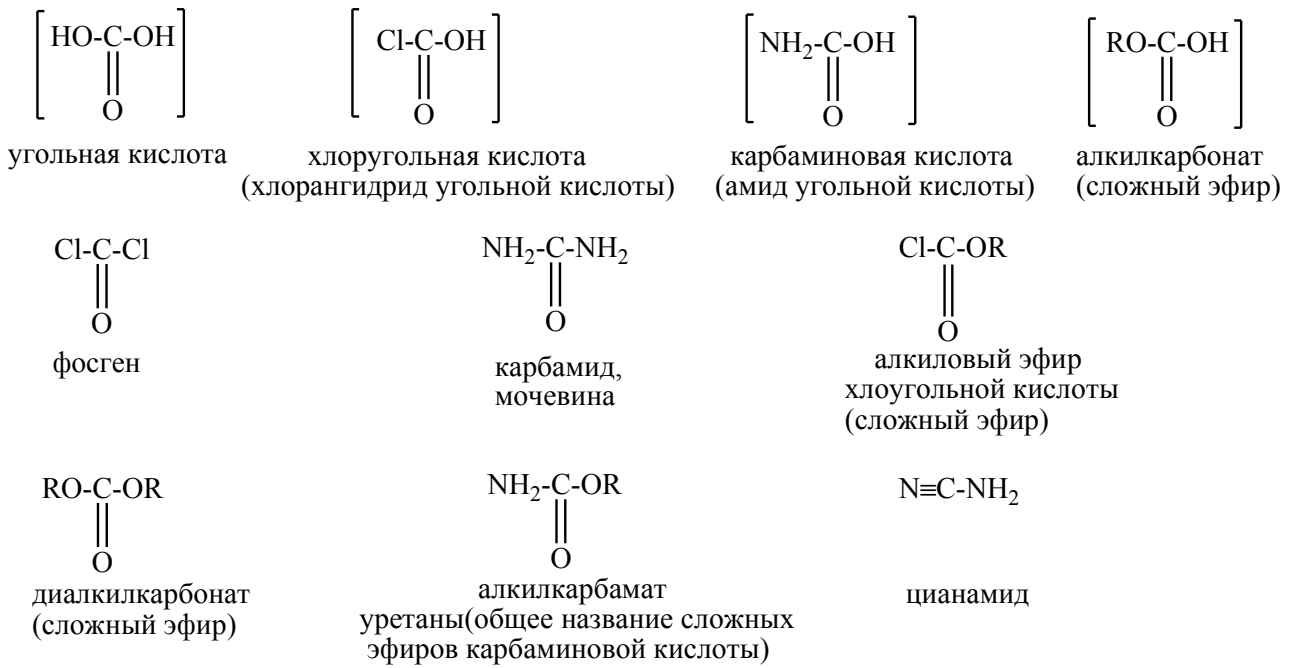 HO-C-OH
O
Cl-C-OH
O
NH2-C-OH
O
RO-C-OH
O
угольная кислота
хлоругольная кислота
(хлорангидрид угольной кислоты)
карбаминовая кислота
(амид угольной кислоты)
алкилкарбонат
(сложный эфир)
Cl-C-Cl
O
NH2-C-NH2
O
Cl-C-OR
O
фосген
карбамид,
мочевина
алкиловый эфир
хлоугольной кислоты
(сложный эфир)
RO-C-OR
O
NH2-C-OR
O
N≡C-NH2
диалкилкарбонат
(сложный эфир)
алкилкарбамат
уретаны(общее название сложных
эфиров карбаминовой кислоты)
цианамид